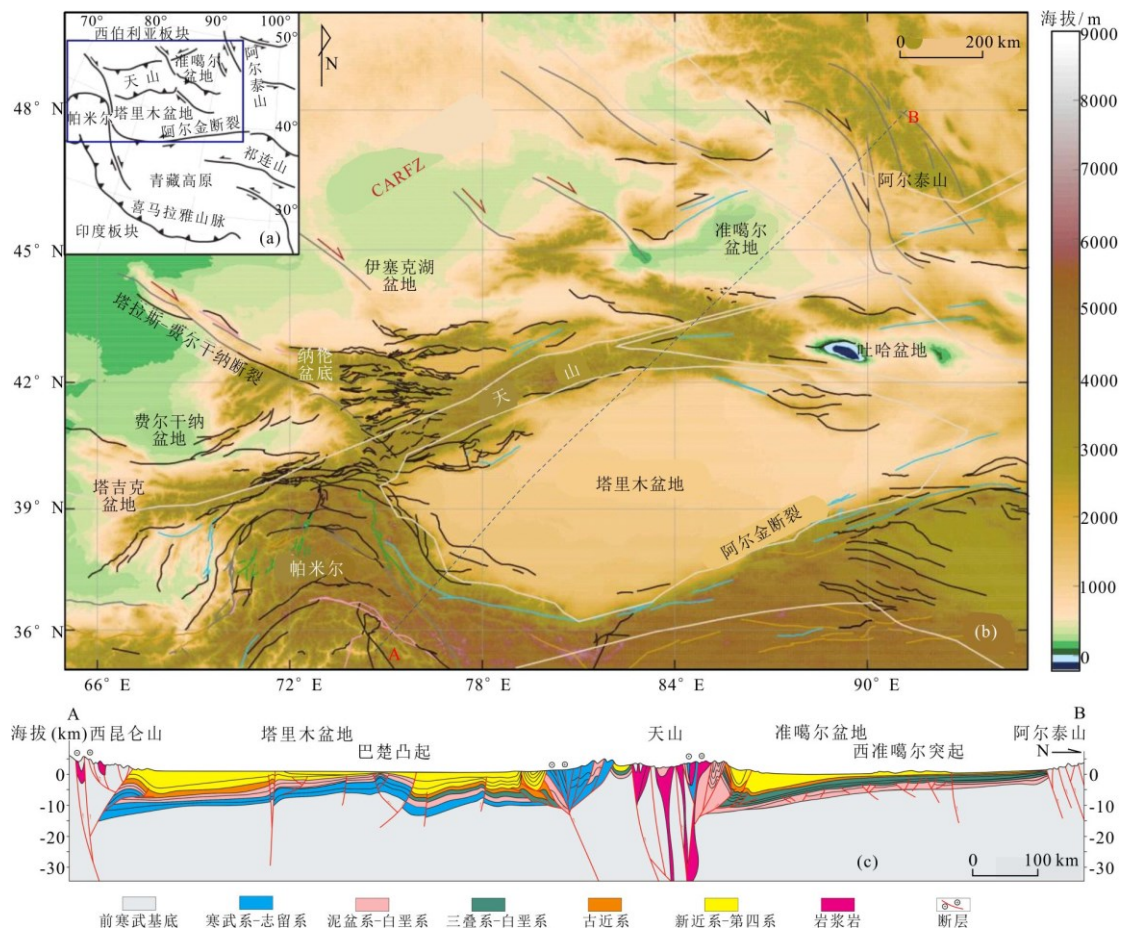 70° 80° 90° 100°
西伯利亚板块
50°
准噶尔
盆地
阿尔泰山
天山
帕米尔
塔里木盆地
40°
阿尔金断裂
祁连山
青藏高原
30°
喜马拉雅山脉
印度板块
(a)
海拔/m
9000
8000
7000
6000
5000
4000
3000
2000
1000
0
0 200 km
N
48° N
45° N
42° N
39° N
36° N
B
CARFZ
阿尔泰山
准噶尔
盆地
伊塞克湖
盆地
塔拉斯-费尔干纳断裂
纳伦
盆底
吐哈盆地
天山
费尔干纳
盆地
塔吉克
盆地
塔里木盆地
阿尔金断裂
帕米尔
A
(b)
66° E 72° E 78° E 84° E 90° E
A
B
海拔(km) 西昆仑山 塔里木盆地 天山 准噶尔盆地 阿尔泰山
巴楚凸起 西准噶尔突起 N
0
-10
-20
-30
0
-10
-20
-30
(c)
0 100 km
前寒武基底 寒武系-志留系 泥盆系-白垩系 三叠系-白垩系 古近系 新近系-第四系 岩浆岩 断层